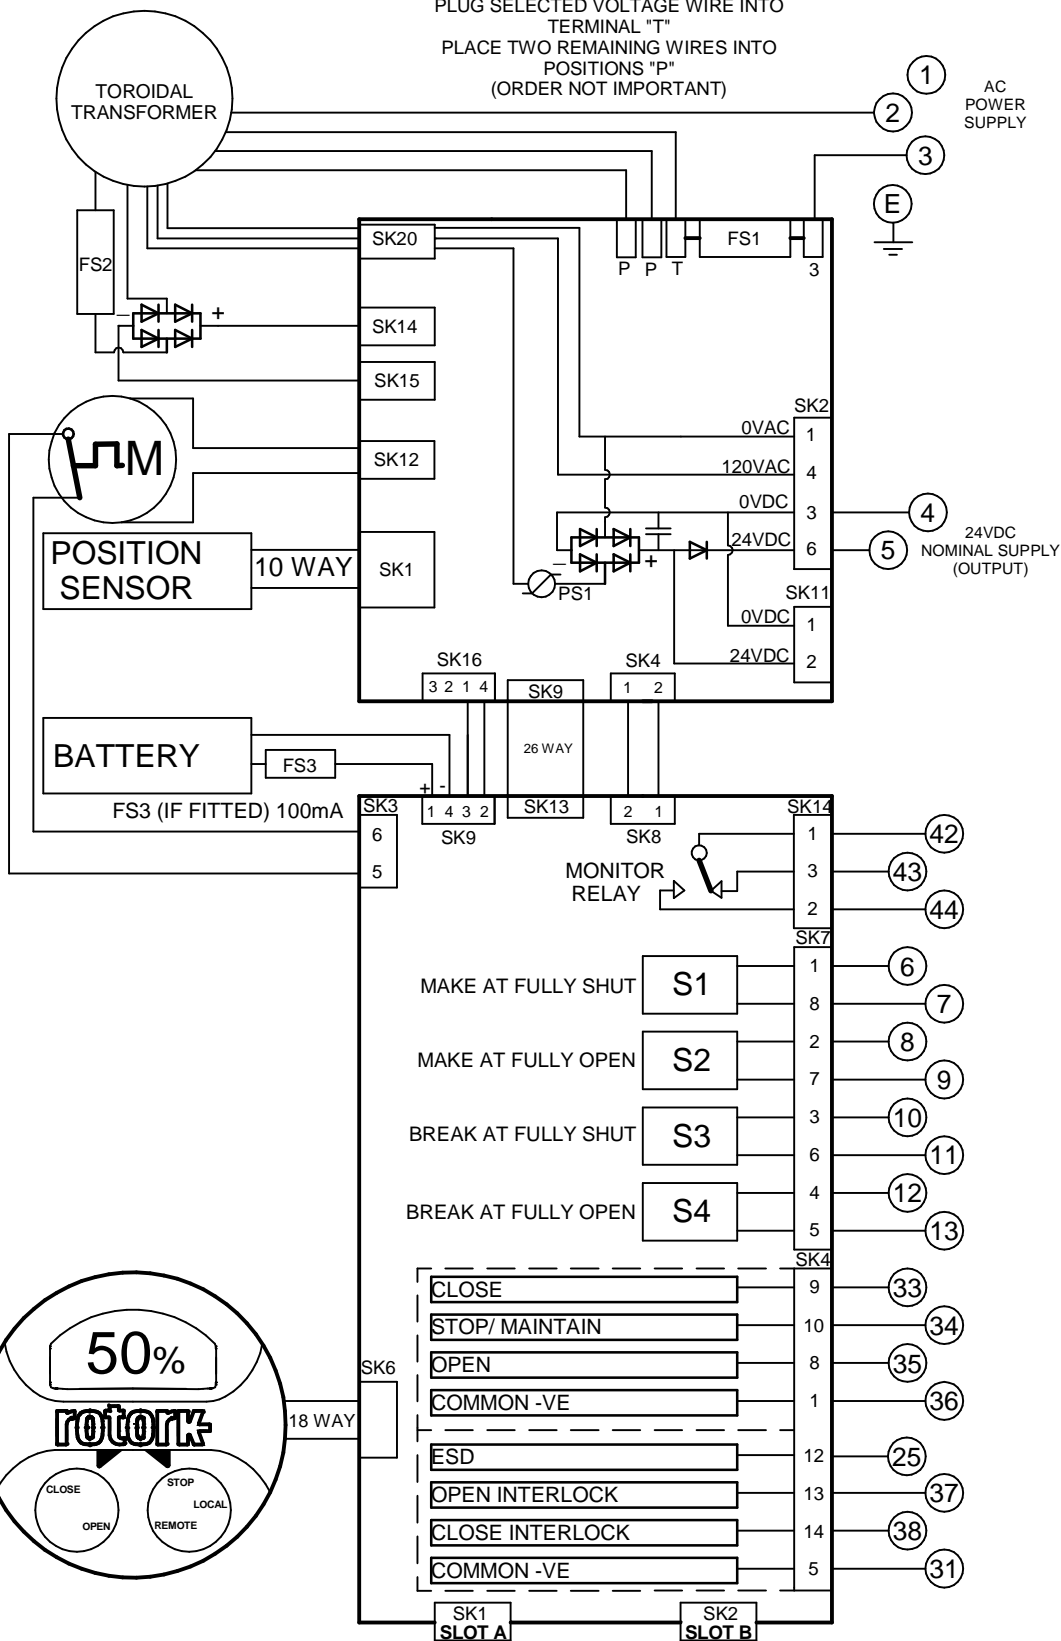 PLUG SELECTED VOLTAGE WIRE INTO
TERMINAL "T"
PLACE TWO REMAINING WIRES INTO
POSITIONS "P"
(ORDER NOT IMPORTANT)
TOROIDAL
TRANSFORMER
1
2
3
E
AC
POWER
SUPPLY
FS2
SK20
P P T
FS1
3
− +
SK14
SK15
M
SK12
POSITION
SENSOR
10 WAY
SK1
SK2
0VAC 1
120VAC 4
0VDC 3
24VDC 6
4
5
24VDC
NOMINAL SUPPLY
(OUTPUT)
− +
PS1
SK11
0VDC 1
24VDC 2
SK16
3 2 1 4
SK9
SK4
1 2
BATTERY
FS3
26 WAY
FS3 (IF FITTED) 100mA
+ -
SK3
6
5
1 4 3 2
SK9
SK13
2 1
SK8
SK14
MONITOR
RELAY
1 42
3 43
2 44
SK7
MAKE AT FULLY SHUT S1
1 6
8 7
MAKE AT FULLY OPEN S2
2 8
7 9
BREAK AT FULLY SHUT S3
3 10
6 11
BREAK AT FULLY OPEN S4
4 12
5 13
SK4
CLOSE 9 33
STOP/ MAINTAIN 10 34
OPEN 8 35
COMMON -VE 1 36
ESD 12 25
OPEN INTERLOCK 13 37
CLOSE INTERLOCK 14 38
COMMON -VE 5 31
50%
rotork
CLOSE
OPEN
STOP
LOCAL
REMOTE
18 WAY
SK6
SK1
SLOT A
SK2
SLOT B